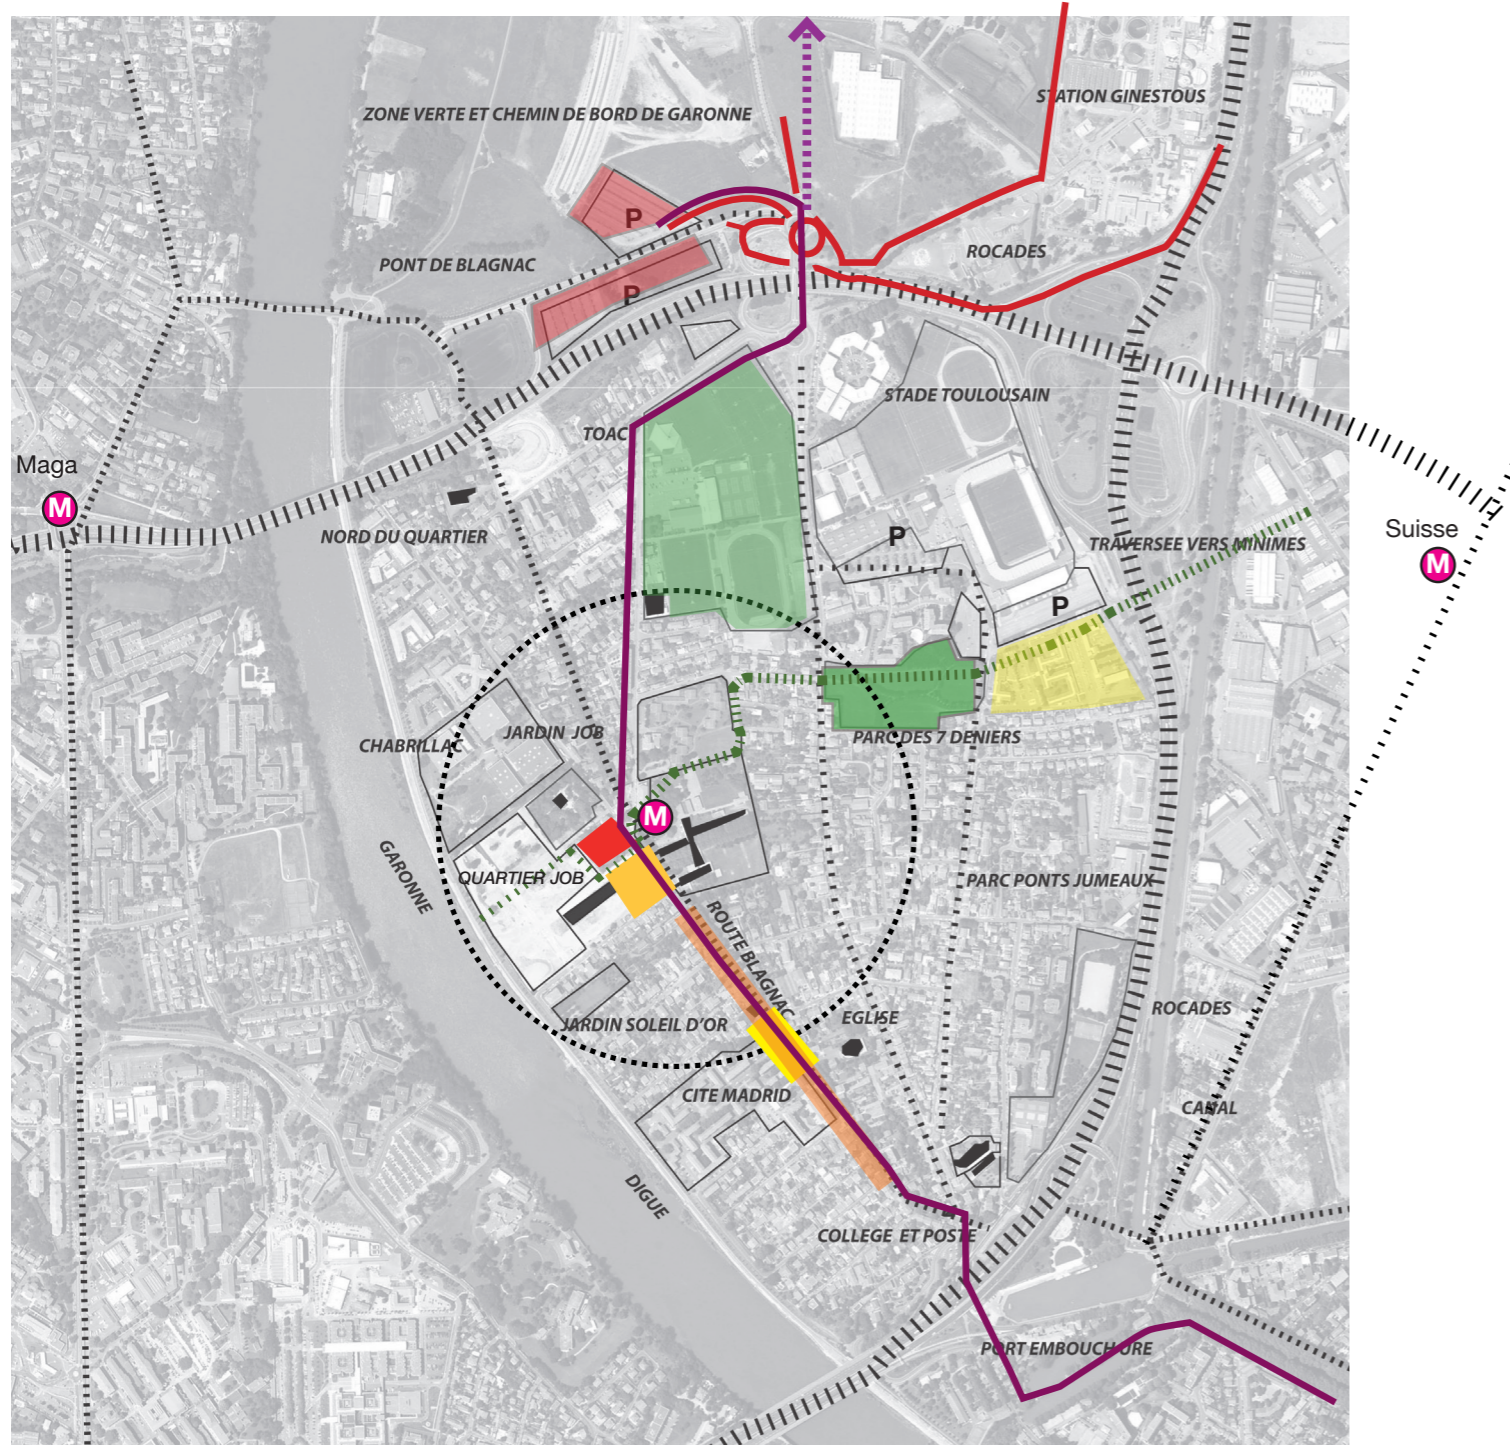 ZONE VERTE ET CHEMIN DE BORD DE GARONNE
STATION GINESTOUS
P
ROCADES
PONT DE BLAGNAC
P
STADE TOULOUSAIN
TOAC
Maga
M
NORD DU QUARTIER
P
Suisse
M
TRAVERSEE VERS MINIMES
P
JARDIN JOB
CHABRILLAC
PARC DES 7 DENIERS
M
GARONNE
QUARTIER JOB
PARC PONTS JUMEAUX
ROUTE BLAGNAC
ROCADES
EGLISE
JARDIN SOLEIL D'OR
CITE MADRID
CANAL
DIGUE
COLLEGE ET POSTE
PORT EMBOUCHURE